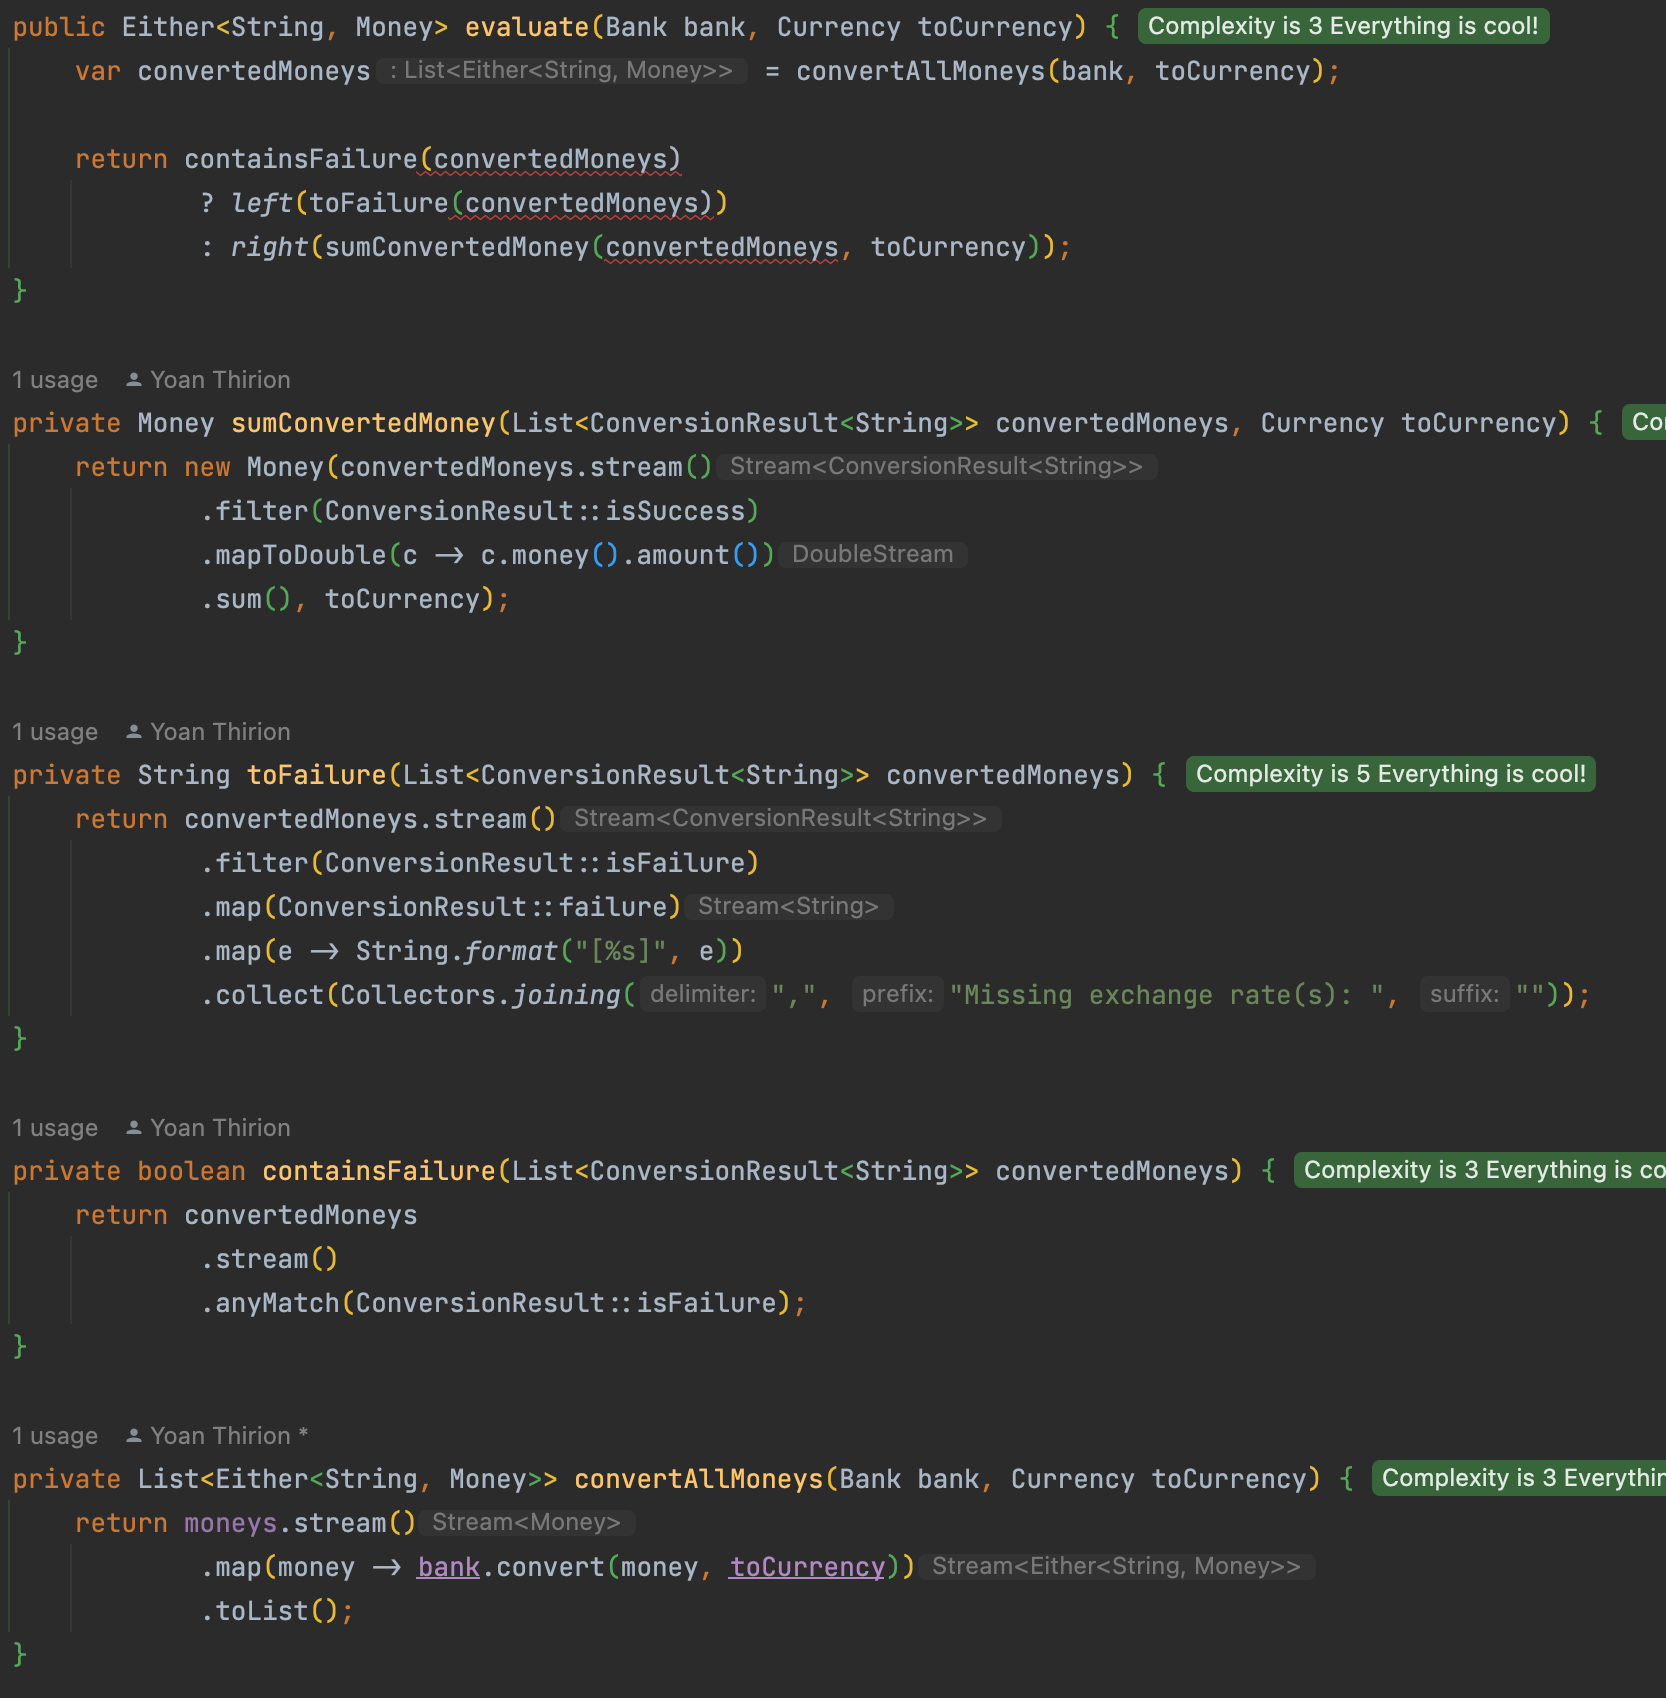 public Either<String, Money> evaluate(Bank bank, Currency toCurrency) { Complexity is 3 Everything is cool!
var convertedMoneys : List<Either<String, Money>> = convertAllMoneys(bank, toCurrency);
return containsFailure(convertedMoneys)
? left(toFailure(convertedMoneys))
: right(sumConvertedMoney(convertedMoneys, toCurrency));
}
1 usage Yoan Thirion
private Money sumConvertedMoney(List<ConversionResult<String>> convertedMoneys, Currency toCurrency) { Co
return new Money(convertedMoneys.stream() Stream<ConversionResult<String>>
.filter(ConversionResult::isSuccess)
.mapToDouble(c -> c.money().amount()) DoubleStream
.sum(), toCurrency);
}
1 usage Yoan Thirion
private String toFailure(List<ConversionResult<String>> convertedMoneys) { Complexity is 5 Everything is cool!
return convertedMoneys.stream() Stream<ConversionResult<String>>
.filter(ConversionResult::isFailure)
.map(ConversionResult::failure) Stream<String>
.map(e -> String.format("[%s]", e))
.collect(Collectors.joining( delimiter: ",", prefix: "Missing exchange rate(s): ", suffix: ""));
}
1 usage Yoan Thirion
private boolean containsFailure(List<ConversionResult<String>> convertedMoneys) { Complexity is 3 Everything is co
return convertedMoneys
.stream()
.anyMatch(ConversionResult::isFailure);
}
1 usage Yoan Thirion *
private List<Either<String, Money>> convertAllMoneys(Bank bank, Currency toCurrency) { Complexity is 3 Everythin
return moneys.stream() Stream<Money>
.map(money -> bank.convert(money, toCurrency)) Stream<Either<String, Money>>
.toList();
}